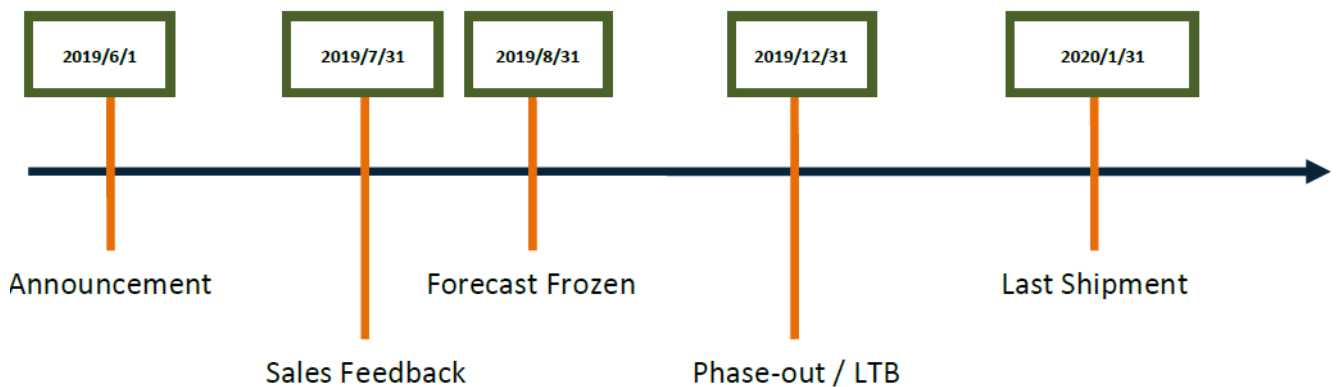 2019/6/1
2019/7/31
2019/8/31
2019/12/31
2020/1/31
Announcement
Forecast Frozen
Last Shipment
Sales Feedback
Phase-out / LTB